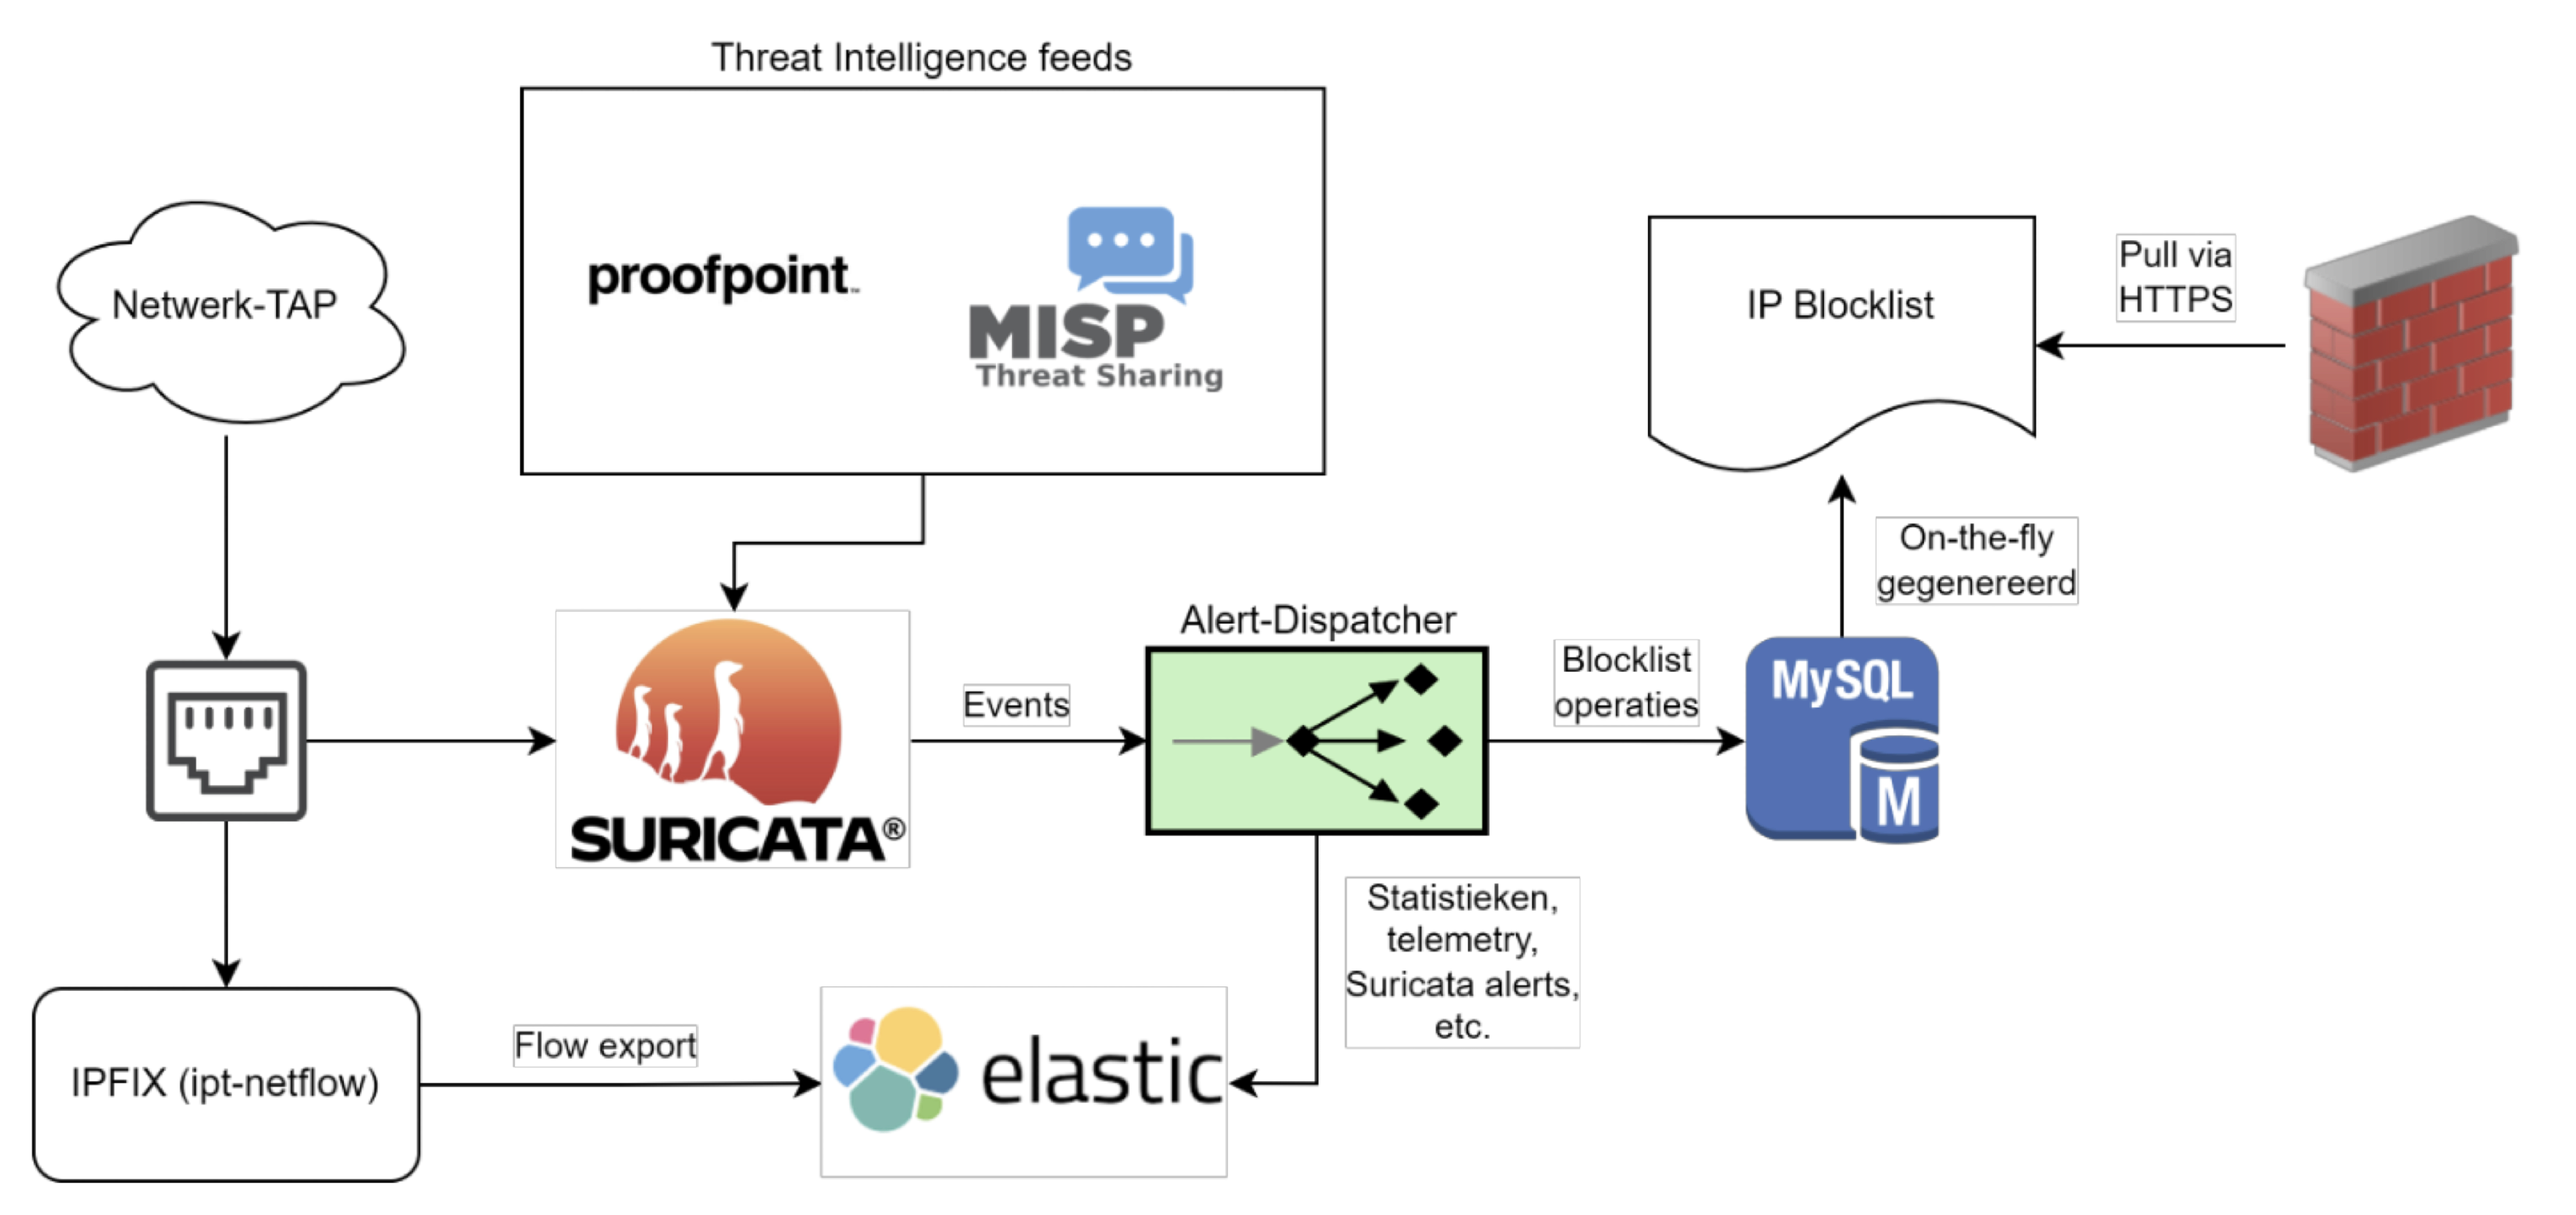 Threat Intelligence feeds
Netwerk-TAP
proofpoint™
MISP
Threat Sharing
IP Blocklist
Pull via
HTTPS
On-the-fly
gegenereerd
SURICATA®
Events
Alert-Dispatcher
Blocklist
operaties
MySQL
M
Statistieken,
telemetry,
Suricata alerts,
etc.
IPFIX (ipt-netflow)
Flow export
elastic